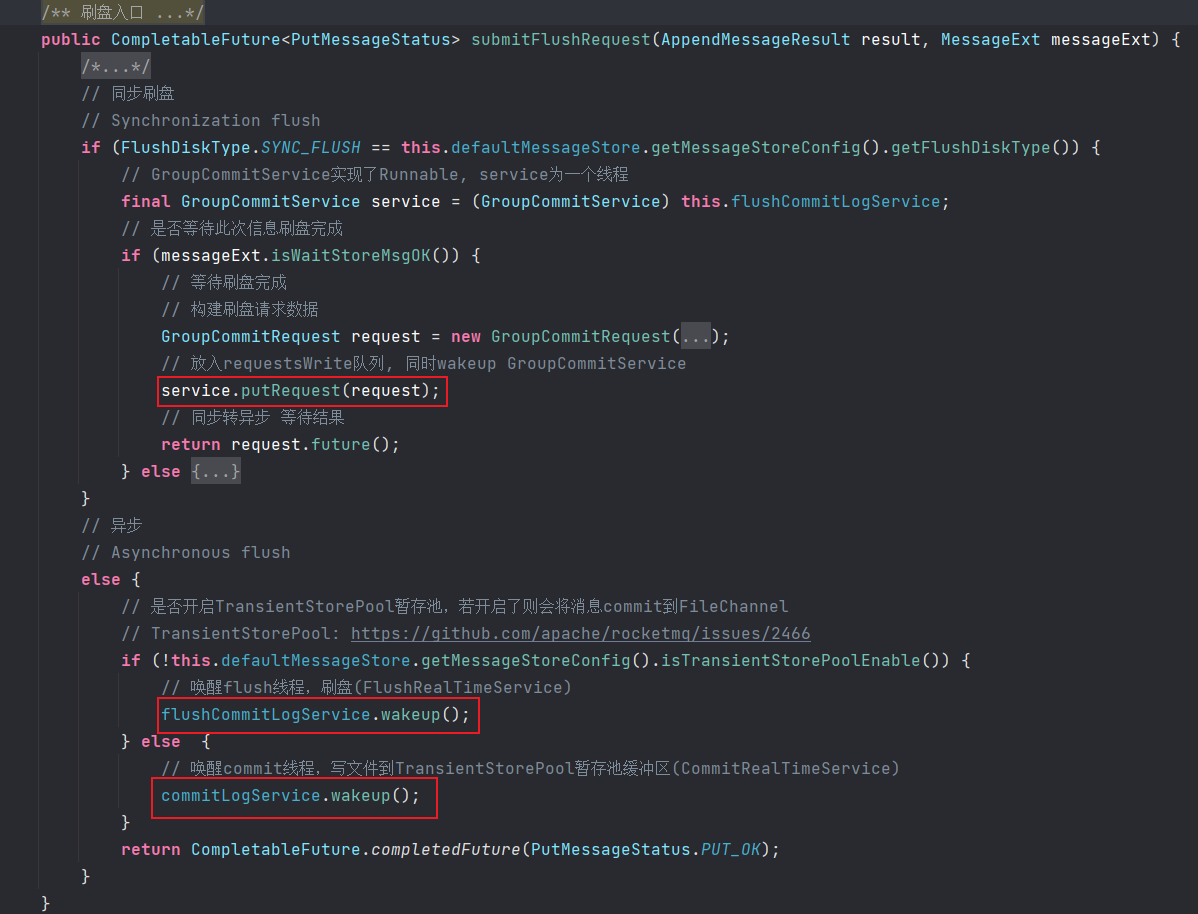 /** 刷盘入口 ...*/
public CompletableFuture<PutMessageStatus> submitFlushRequest(AppendMessageResult result, MessageExt messageExt) {
/*...*/
// 同步刷盘
// Synchronization flush
if (FlushDiskType.SYNC_FLUSH == this.defaultMessageStore.getMessageStoreConfig().getFlushDiskType()) {
// GroupCommitService实现了Runnable, service为一个线程
final GroupCommitService service = (GroupCommitService) this.flushCommitLogService;
// 是否等待此次信息刷盘完成
if (messageExt.isWaitStoreMsgOK()) {
// 等待刷盘完成
// 构建刷盘请求数据
GroupCommitRequest request = new GroupCommitRequest(...);
// 放入requestsWrite队列, 同时wakeup GroupCommitService
service.putRequest(request);
// 同步转异步 等待结果
return request.future();
} else {...}
}
// 异步
// Asynchronous flush
else {
// 是否开启TransientStorePool暂存池，若开启了则会将消息commit到FileChannel
// TransientStorePool: https://github.com/apache/rocketmq/issues/2466
if (!this.defaultMessageStore.getMessageStoreConfig().isTransientStorePoolEnable()) {
// 唤醒flush线程，刷盘(FlushRealTimeService)
flushCommitLogService.wakeup();
} else  {
// 唤醒commit线程，写文件到TransientStorePool暂存池缓冲区(CommitRealTimeService)
commitLogService.wakeup();
}
return CompletableFuture.completedFuture(PutMessageStatus.PUT_OK);
}
}